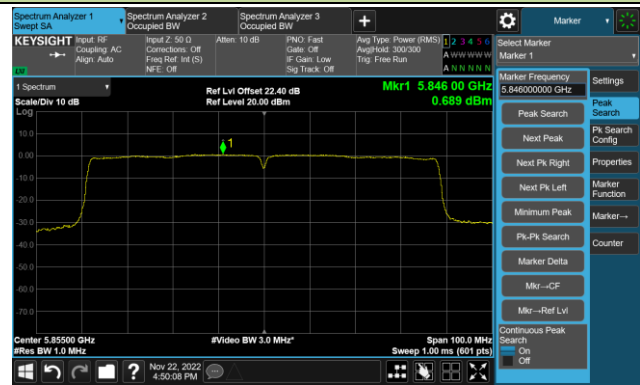 Spectrum Analyzer 1
Swept SA
Spectrum Analyzer 2
Occupied BW
Spectrum Analyzer 3
Occupied BW
Marker
KEYSIGHT
Input: RF
Coupling: AC
Align: Auto
Input Z: 50 Ω
Corrections: Off
Freq Ref: Int (S)
NFE: Off
Atten: 10 dB
PNO: Fast
Gate: Off
IF Gain: Low
Sig Track: Off
Avg Type: Power (RMS)
Avg|Hold: 300/300
Trig: Free Run
1 2 3 4 5 6
A W W W W W
A N N N N N
LW
1 Spectrum
Scale/Div 10 dB
Log
Ref Lvl Offset 22.40 dB
Ref Level 20.00 dBm
Mkr1 5.846 00 GHz
0.689 dBm
1
10.0
0.00
-10.0
-20.0
-30.0
-40.0
-50.0
-60.0
-70.0
Center 5.85500 GHz
#Res BW 1.0 MHz
#Video BW 3.0 MHz*
Span 100.0 MHz
Sweep 1.00 ms (601 pts)
Nov 22, 2022
4:50:08 PM
Select Marker
Marker 1
Marker Frequency
5.846000000 GHz
Peak Search
Next Peak
Next Pk Right
Next Pk Left
Minimum Peak
Pk-Pk Search
Marker Delta
Mkr→CF
Mkr→Ref Lvl
Continuous Peak
Search
On
Off
Settings
Peak
Search
Pk Search
Config
Properties
Marker
Function
Marker→
Counter